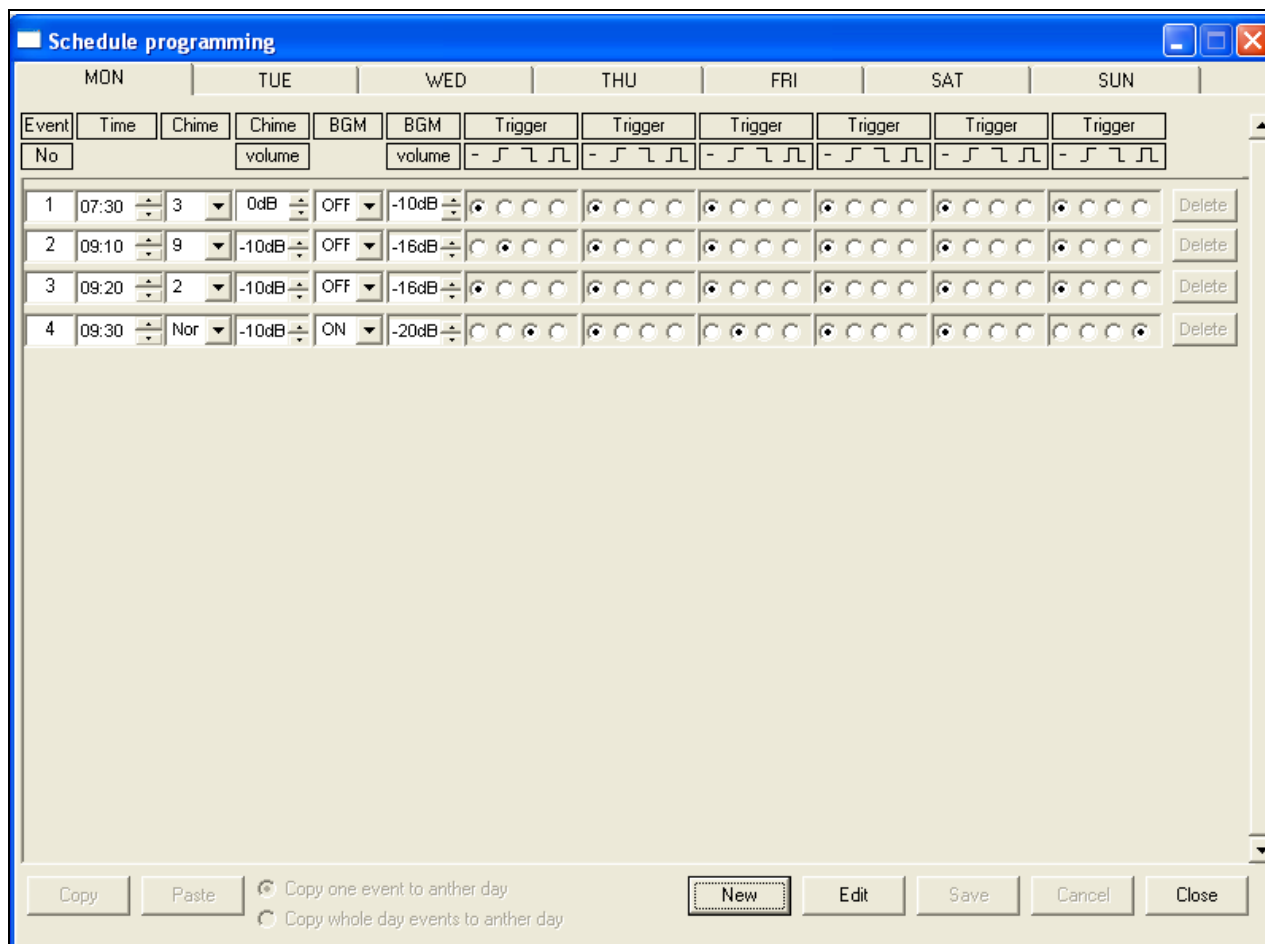 Schedule programming
MON TUE WED THU FRI SAT SUN
Event Time Chime Chime BGM BGM Trigger Trigger Trigger Trigger Trigger Trigger
No volume volume - - - - - -
1 07:30 3 0dB OFF -10dB Delete
2 09:10 9 -10dB OFF -16dB Delete
3 09:20 2 -10dB OFF -16dB Delete
4 09:30 Nor -10dB ON -20dB Delete
Copy Paste Copy one event to anther day New Edit Save Cancel Close
Copy whole day events to anther day